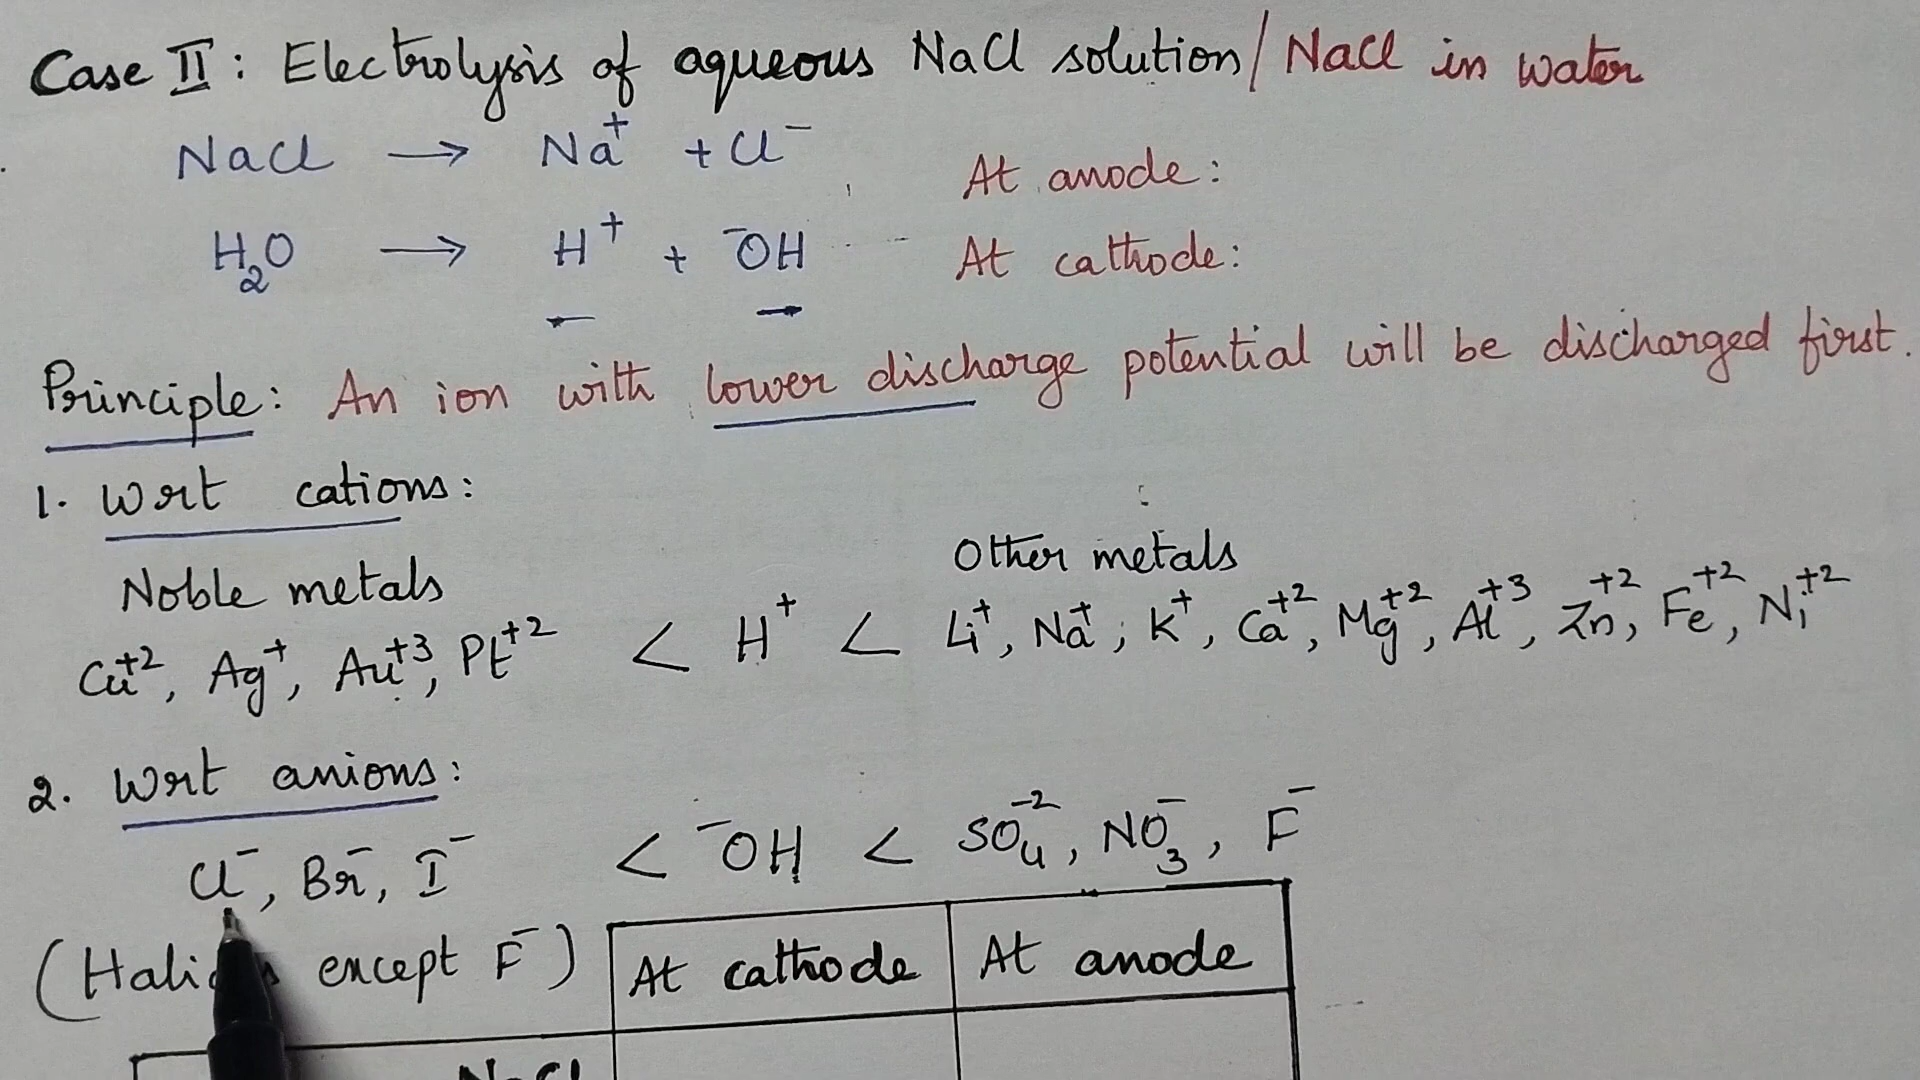 Case II : Electrolysis of aqueous NaCl solution / NaCl in water
NaCl → Na⁺ + Cl⁻
At anode :
H₂O → H⁺ + ⁻OH
At cathode :
Principle : An ion with lower discharge potential will be discharged first.
1. Wrt cations :
Noble metals
Other metals
Cu⁺², Ag⁺, Au⁺³, Pt⁺² < H⁺ < Li⁺, Na⁺, K⁺, Ca⁺², Mg⁺², Al⁺³, Zn⁺², Fe⁺², Ni⁺²
2. Wrt anions :
Cl⁻, Br⁻, I⁻ < ⁻OH < SO₄⁻², NO₃⁻, F⁻
( except F⁻)
At cathode
At anode
NaCl